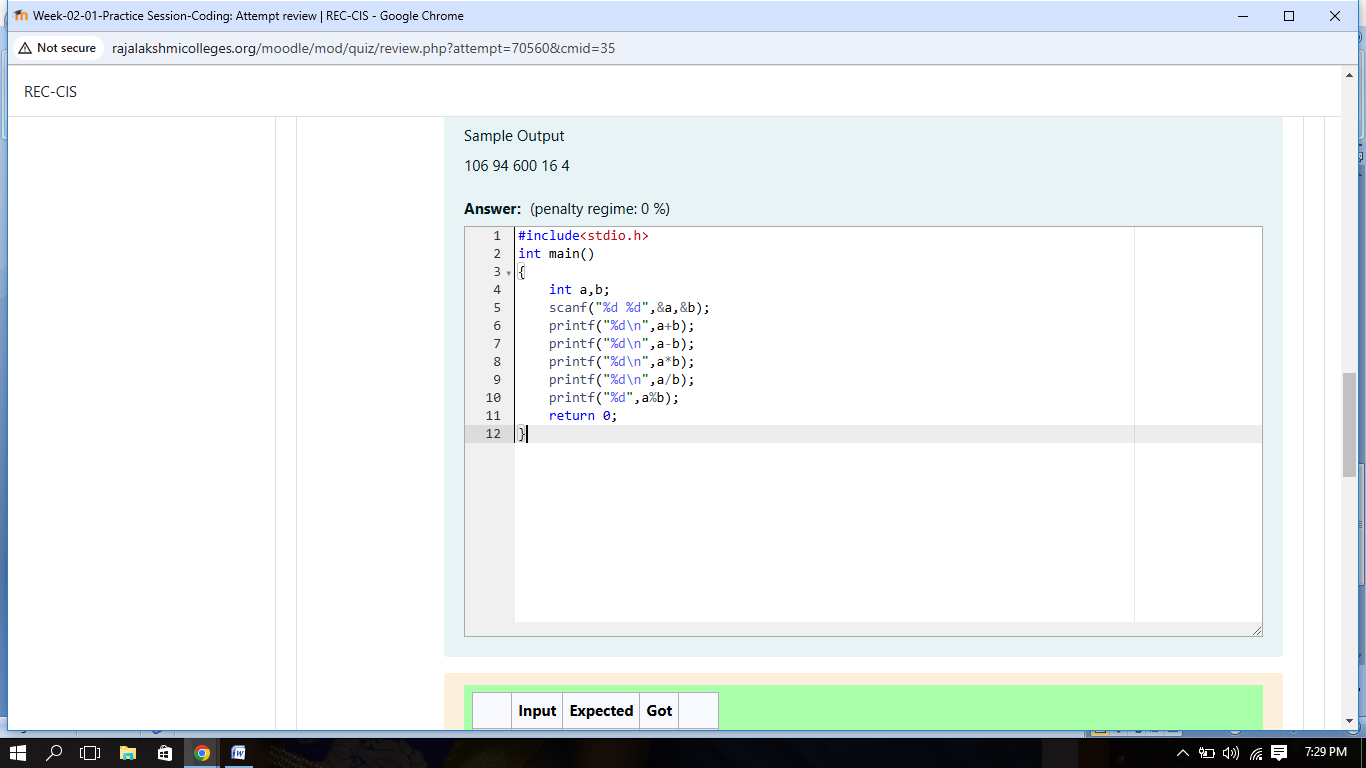 Week-02-01-Practice Session-Coding: Attempt review | REC-CIS - Google Chrome
Not secure rajalakshmicolleges.org/moodle/mod/quiz/review.php?attempt=70560&cmid=35
REC-CIS
Sample Output
106 94 600 16 4
Answer: (penalty regime: 0 %)
1 #include<stdio.h>
2 int main()
3 {
4     int a,b;
5     scanf("%d %d",&a,&b);
6     printf("%d\n",a+b);
7     printf("%d\n",a-b);
8     printf("%d\n",a*b);
9     printf("%d\n",a/b);
10     printf("%d",a%b);
11     return 0;
12 }
Input Expected Got
7:29 PM